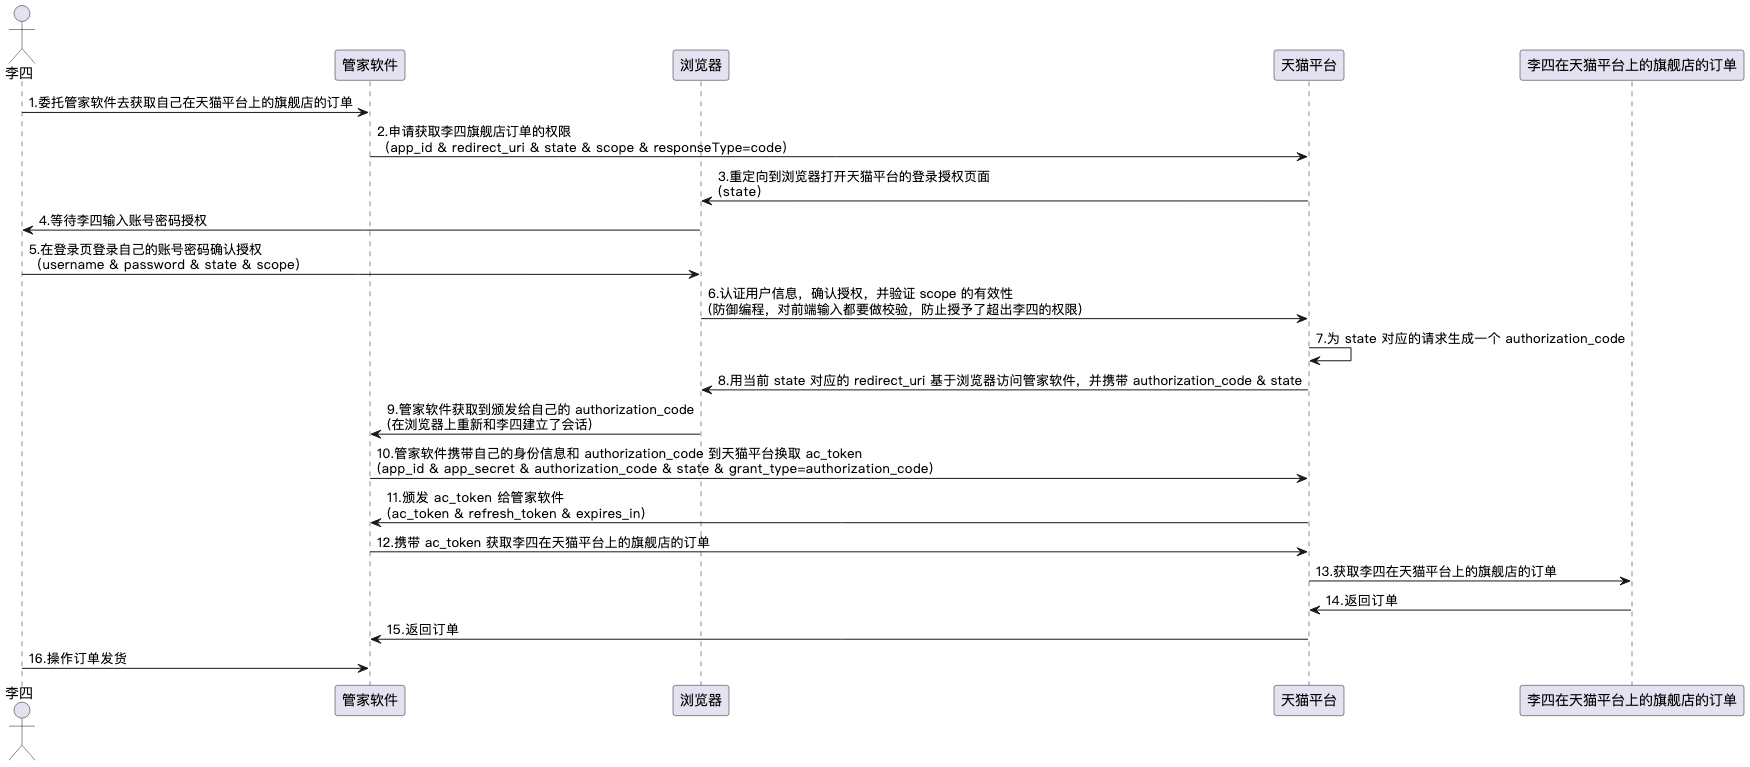 李四
管家软件
浏览器
天猫平台
李四在天猫平台上的旗舰店的订单
1.委托管家软件去获取自己在天猫平台上的旗舰店的订单
2.申请获取李四旗舰店订单的权限
（app_id & redirect_uri & state & scope & responseType=code）
3.重定向到浏览器打开天猫平台的登录授权页面
(state)
4.等待李四输入账号密码授权
5.在登录页登录自己的账号密码确认授权
（username & password & state & scope）
6.认证用户信息，确认授权，并验证 scope 的有效性
(防御编程，对前端输入都要做校验，防止授予了超出李四的权限)
7.为 state 对应的请求生成一个 authorization_code
8.用当前 state 对应的 redirect_uri 基于浏览器访问管家软件，并携带 authorization_code & state
9.管家软件获取到颁发给自己的 authorization_code
(在浏览器上重新和李四建立了会话)
10.管家软件携带自己的身份信息和 authorization_code 到天猫平台换取 ac_token
(app_id & app_secret & authorization_code & state & grant_type=authorization_code)
11.颁发 ac_token 给管家软件
(ac_token & refresh_token & expires_in)
12.携带 ac_token 获取李四在天猫平台上的旗舰店的订单
13.获取李四在天猫平台上的旗舰店的订单
14.返回订单
15.返回订单
16.操作订单发货
李四
管家软件
浏览器
天猫平台
李四在天猫平台上的旗舰店的订单